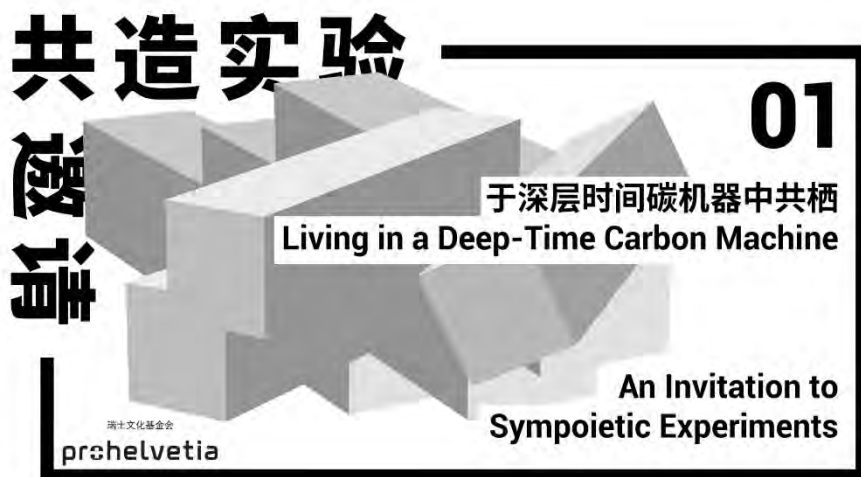 共造实验
邀请
01
于深层时间碳机器中共栖
Living in a Deep-Time Carbon Machine
An Invitation to
Sympoietic Experiments
瑞士文化基金会
prohelvetia